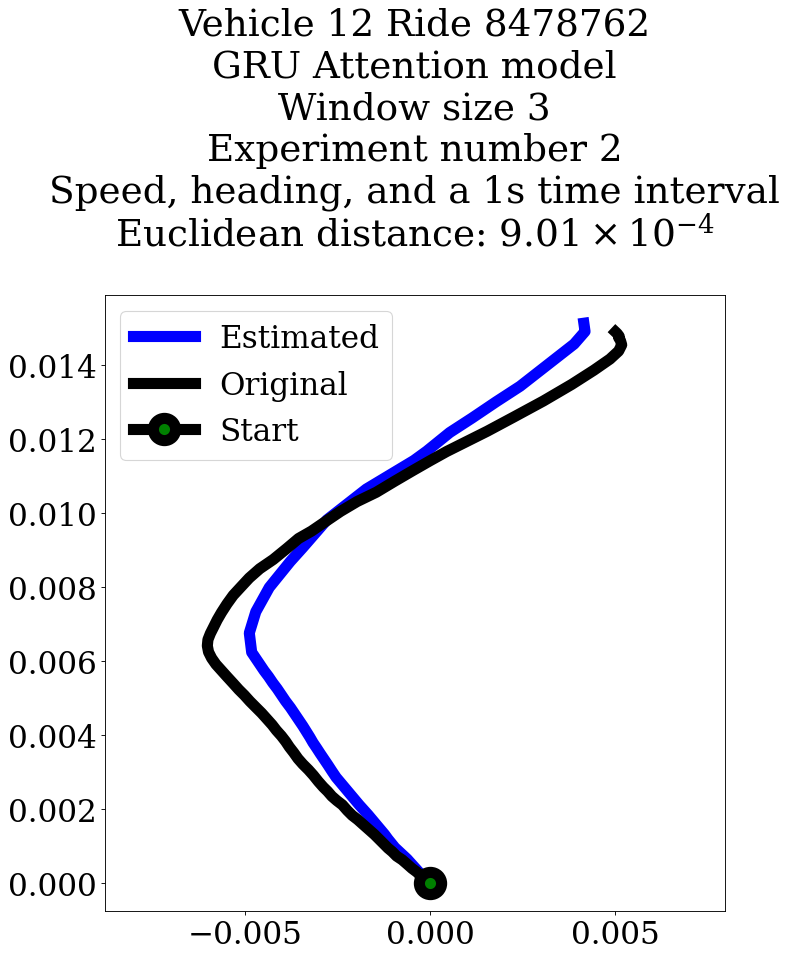 Vehicle 12 Ride 8478762
GRU Attention model
Window size 3
Experiment number 2
Speed, heading, and a 1s time interval
Euclidean distance: 9.01 × 10⁻⁴
Estimated
Original
Start
0.014
0.012
0.010
0.008
0.006
0.004
0.002
0.000
−0.005 0.000 0.005